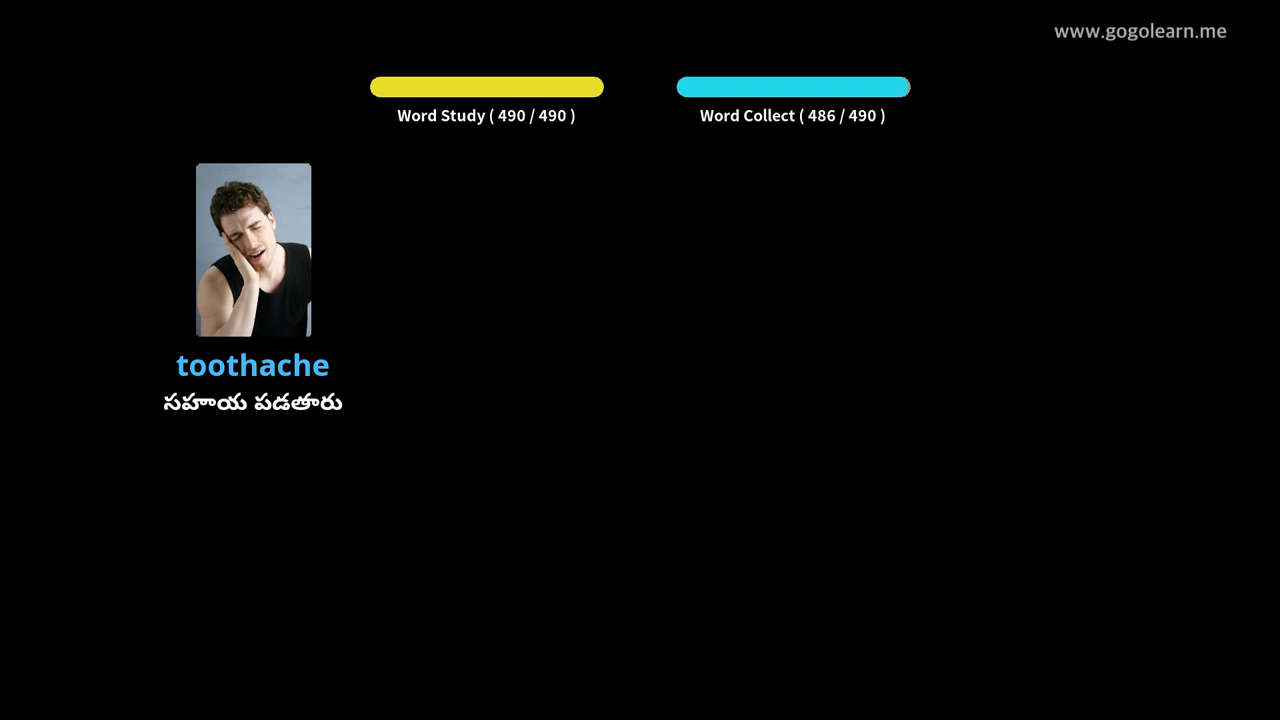 www.gogolearn.me
Word Study ( 490 / 490 )
Word Collect ( 486 / 490 )
toothache
సహాయ పడతారు